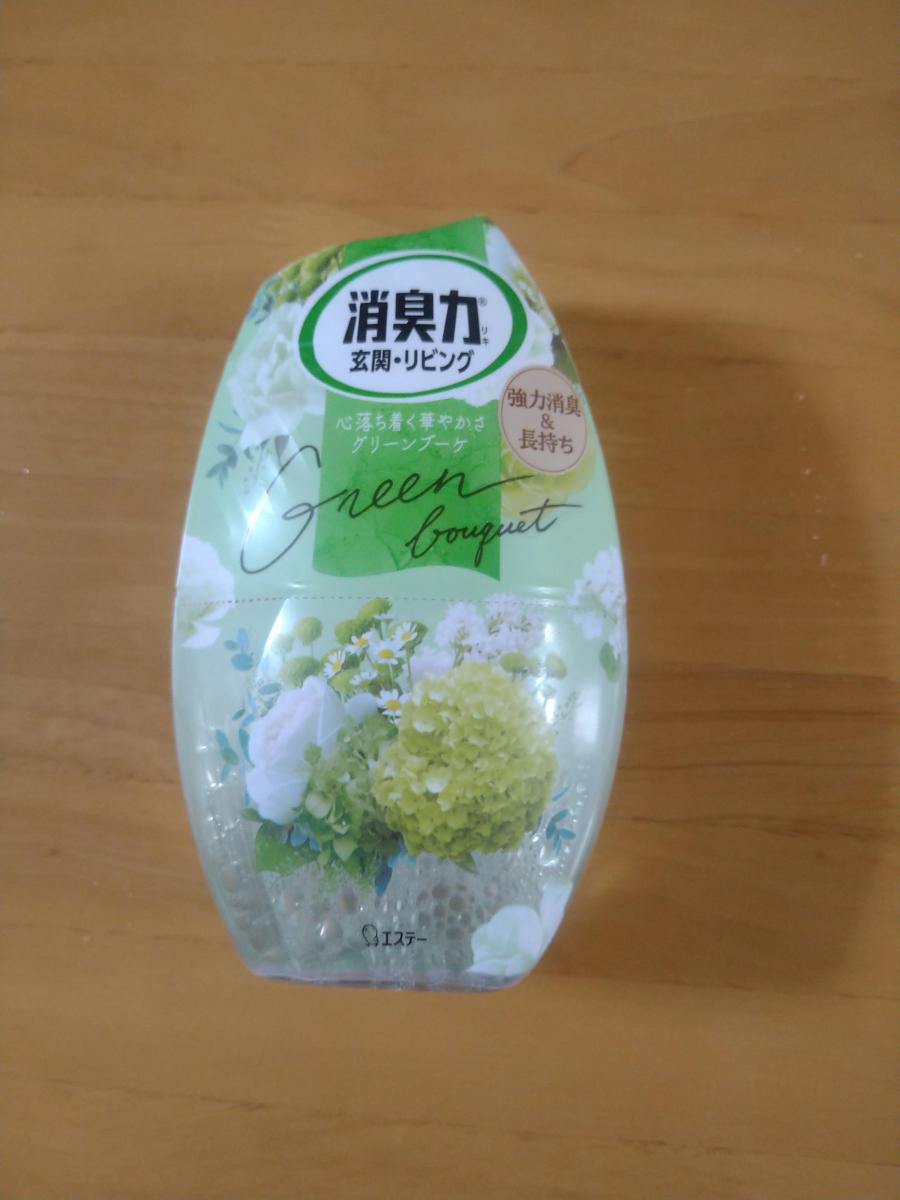 消臭力®
リキ
玄関・リビング
強力消臭
&
長持ち
心落ち着く華やかさ
グリーンブーケ
Green
bouquet
エステー